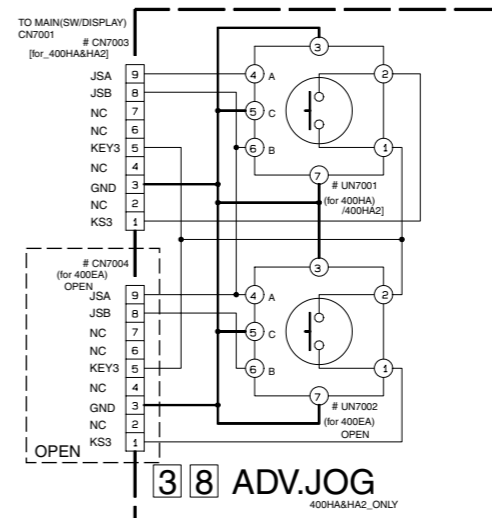 TO MAIN(SW/DISPLAY)
CN7001
# CN7003
[for_400HA&HA2]
JSA 9
JSB 8
NC 7
NC 6
KEY3 5
NC 4
GND 3
NC 2
KS3 1
3
4 A
2
5 C
6 B
1
7
# UN7001
(for 400HA)
/400HA2]
# CN7004
(for 400EA)
OPEN
JSA 9
JSB 8
NC 7
NC 6
KEY3 5
NC 4
GND 3
NC 2
KS3 1
OPEN
3
4 A
2
5 C
6 B
1
7
# UN7002
(for 400EA)
OPEN
3 8 ADV.JOG
400HA&HA2_ONLY